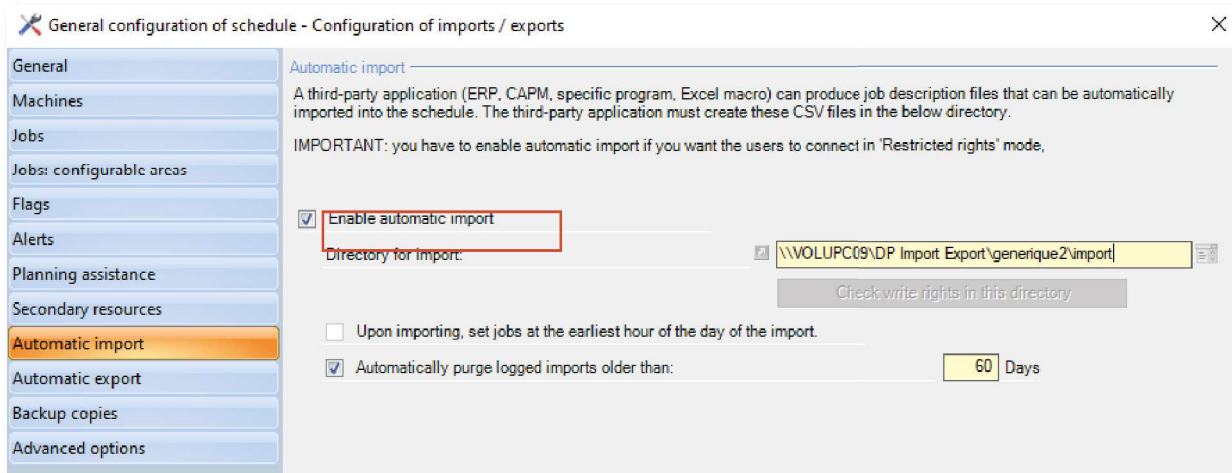 General configuration of schedule - Configuration of imports / exports
General
Machines
Jobs
Jobs: configurable areas
Flags
Alerts
Planning assistance
Secondary resources
Automatic import
Automatic export
Backup copies
Advanced options
Automatic import
A third-party application (ERP, CAPM, specific program, Excel macro) can produce job description files that can be automatically
imported into the schedule. The third-party application must create these CSV files in the below directory.
IMPORTANT: you have to enable automatic import if you want the users to connect in 'Restricted rights' mode,
Enable automatic import
Directory for import:
\\VOLUPC09\DP Import Export\generique2\import
Check write rights in this directory
Upon importing, set jobs at the earliest hour of the day of the import.
Automatically purge logged imports older than: 60 Days